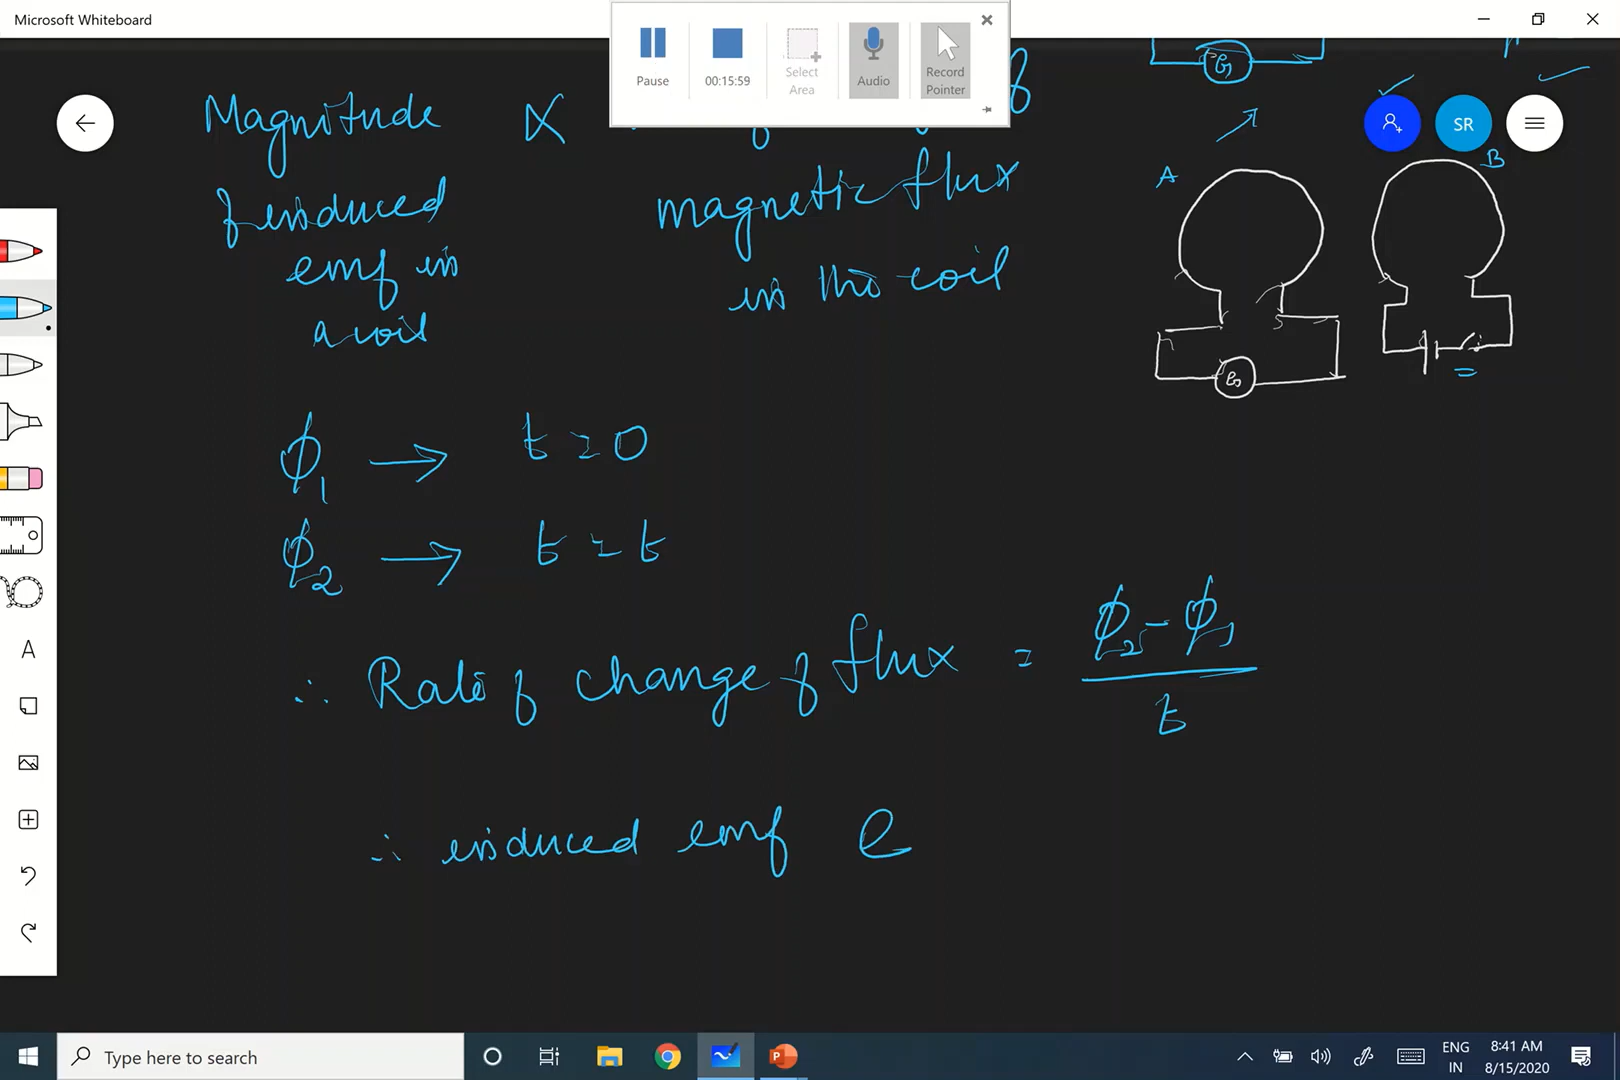 Microsoft Whiteboard
Pause
00:15:59
Select
Area
Audio
Record
Pointer
SR
Magnitude ∝ of
of induced
emf in
a coil
magnetic flux
in the coil
A
B
G
G
ϕ₁ → t = 0
ϕ₂ → t = t
∴ Rate of change of flux = ϕ₂ - ϕ₁
t
∴ induced emf e
A
Type here to search
ENG
IN
8:41 AM
8/15/2020